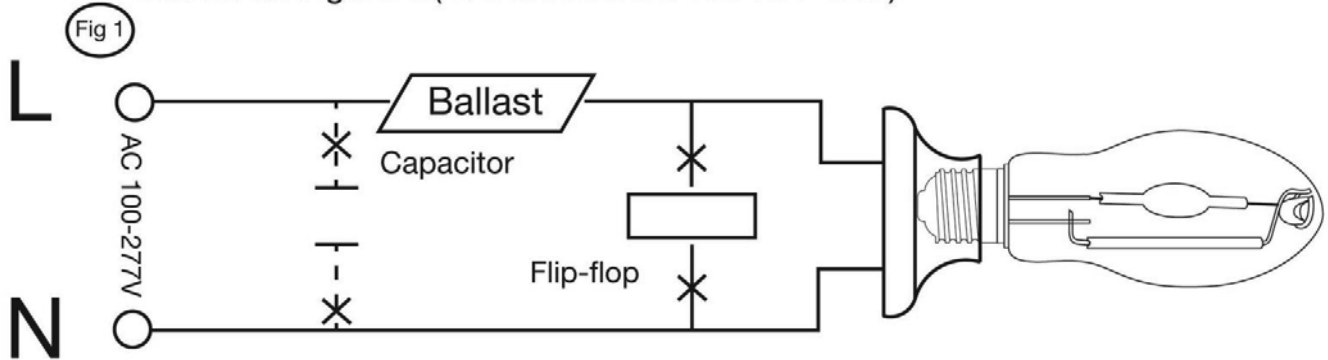 Fig 1
L
AC 100-277V
N
Ballast
Capacitor
Flip-flop